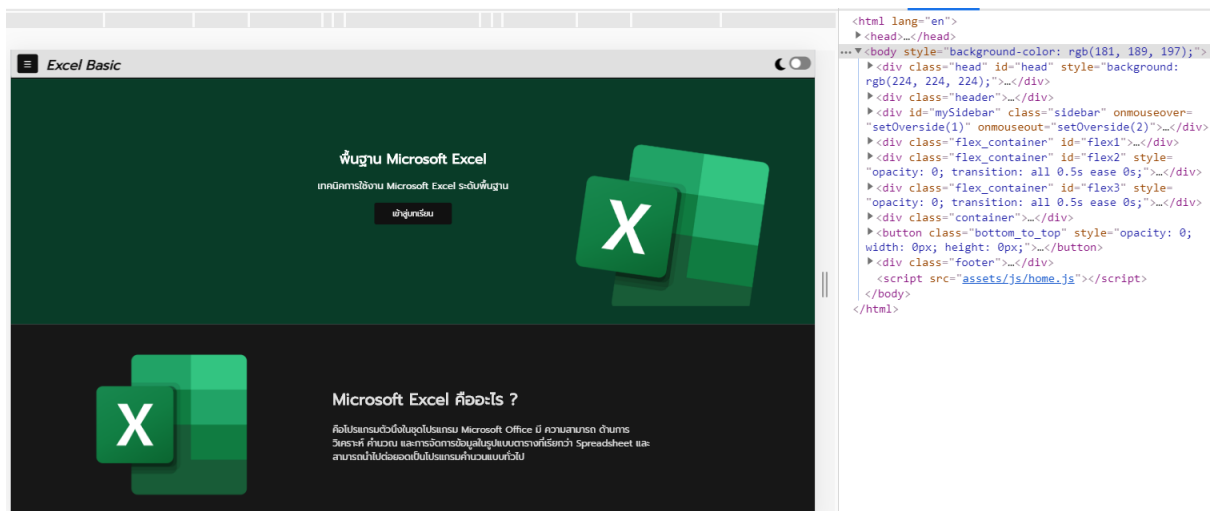 Excel Basic
พื้นฐาน Microsoft Excel
เทคนิคการใช้งาน Microsoft Excel ระดับพื้นฐาน
เข้าสู่บทเรียน
X
X
Microsoft Excel คืออะไร ?
คือโปรแกรมตัวนึงในชุดโปรแกรม Microsoft Office มี ความสามารถ ด้านการ
วิเคราะห์ คำนวณ และการจัดการข้อมูลในรูปแบบตารางที่เรียกว่า Spreadsheet และ
สามารถนำไปต่อยอดเป็นโปรแกรมคำนวนแบบทั่วไป
<html lang="en">
<head>…</head>
<body style="background-color: rgb(181, 189, 197);">
<div class="head" id="head" style="background:
rgb(224, 224, 224);">…</div>
<div class="header">…</div>
<div id="mySidebar" class="sidebar" onmouseover=
"setOverside(1)" onmouseout="setOverside(2)">…</div>
<div class="flex_container" id="flex1">…</div>
<div class="flex_container" id="flex2" style=
"opacity: 0; transition: all 0.5s ease 0s;">…</div>
<div class="flex_container" id="flex3" style=
"opacity: 0; transition: all 0.5s ease 0s;">…</div>
<div class="container">…</div>
<button class="bottom_to_top" style="opacity: 0;
width: 0px; height: 0px;">…</button>
<div class="footer">…</div>
<script src="assets/js/home.js"></script>
</body>
</html>